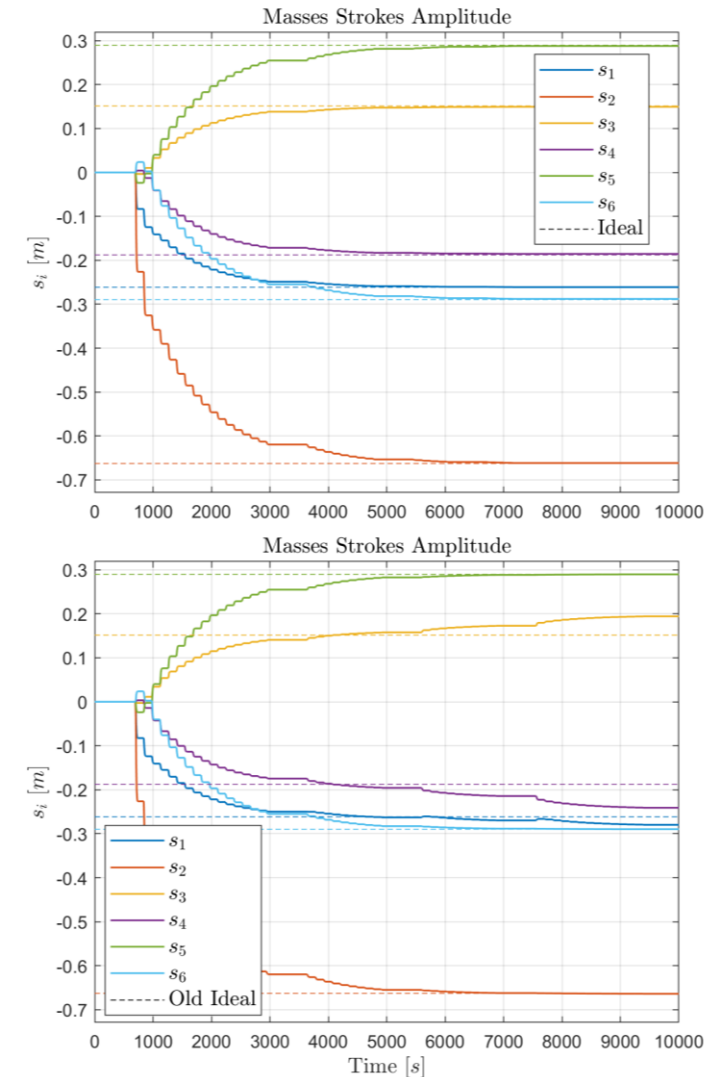 Masses Strokes Amplitude
0.3
0.2
0.1
0
-0.1
-0.2
-0.3
-0.4
-0.5
-0.6
-0.7
s_i [m]
s_1
s_2
s_3
s_4
s_5
s_6
Ideal
0 1000 2000 3000 4000 5000 6000 7000 8000 9000 10000
Masses Strokes Amplitude
0.3
0.2
0.1
0
-0.1
-0.2
-0.3
-0.4
-0.5
-0.6
-0.7
s_i [m]
s_1
s_2
s_3
s_4
s_5
s_6
Old Ideal
0 1000 2000 3000 4000 5000 6000 7000 8000 9000 10000
Time [s]